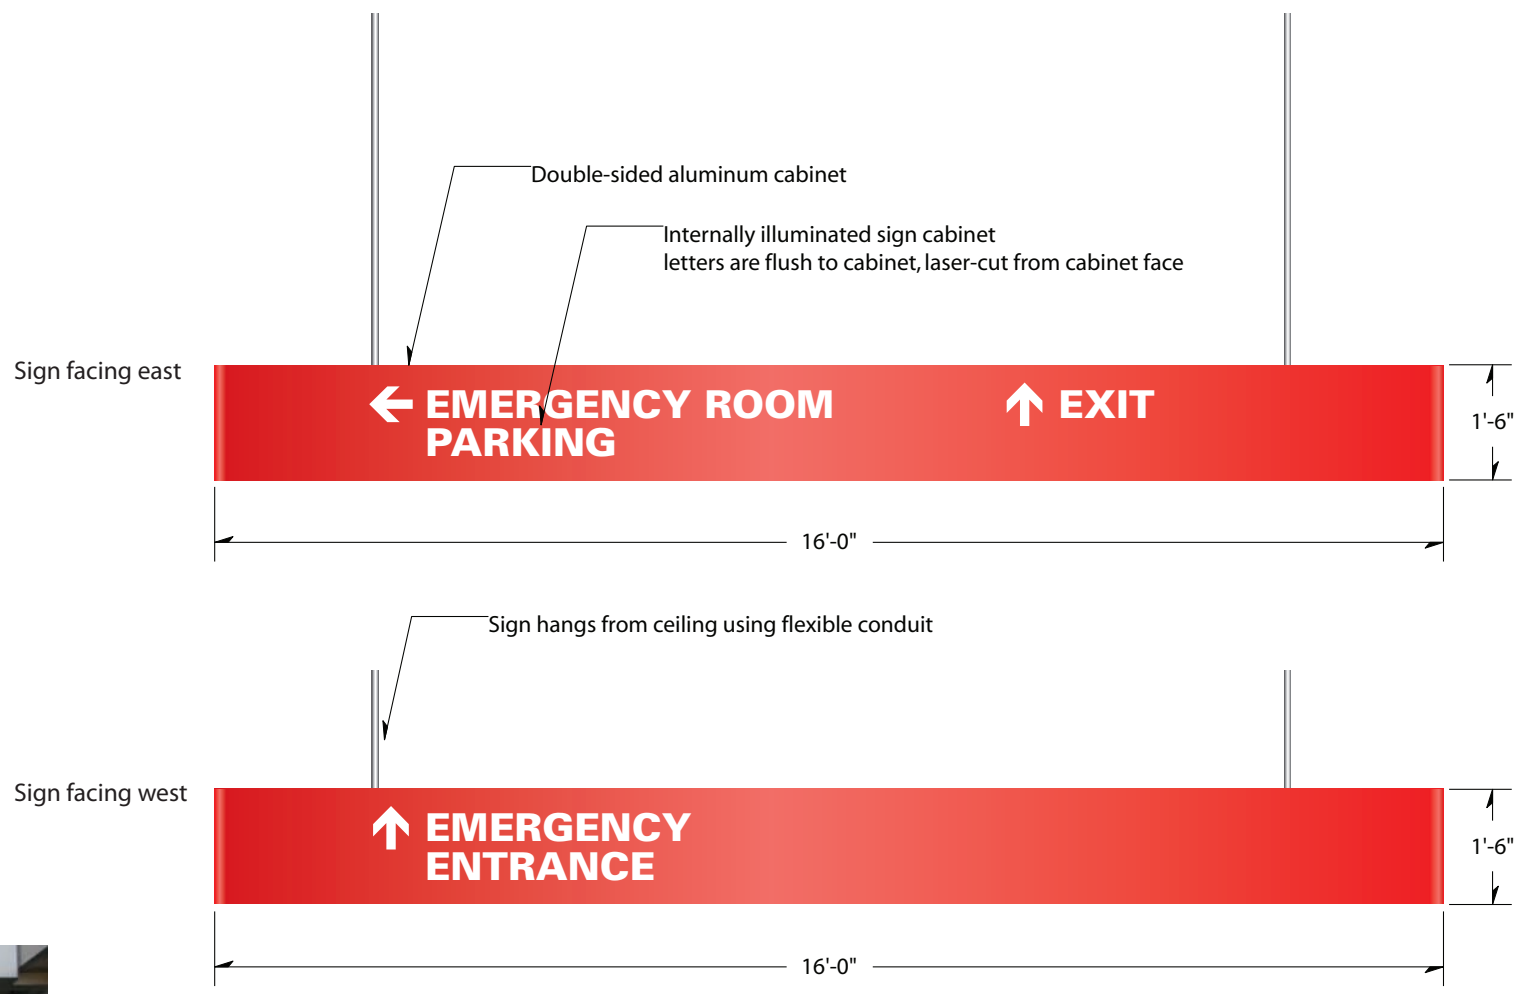 Double-sided aluminum cabinet
Internally illuminated sign cabinet
letters are flush to cabinet, laser-cut from cabinet face
Sign facing east
← EMERGENCY ROOM
PARKING
↑ EXIT
1'-6"
16'-0"
Sign hangs from ceiling using flexible conduit
Sign facing west
↑ EMERGENCY
ENTRANCE
1'-6"
16'-0"